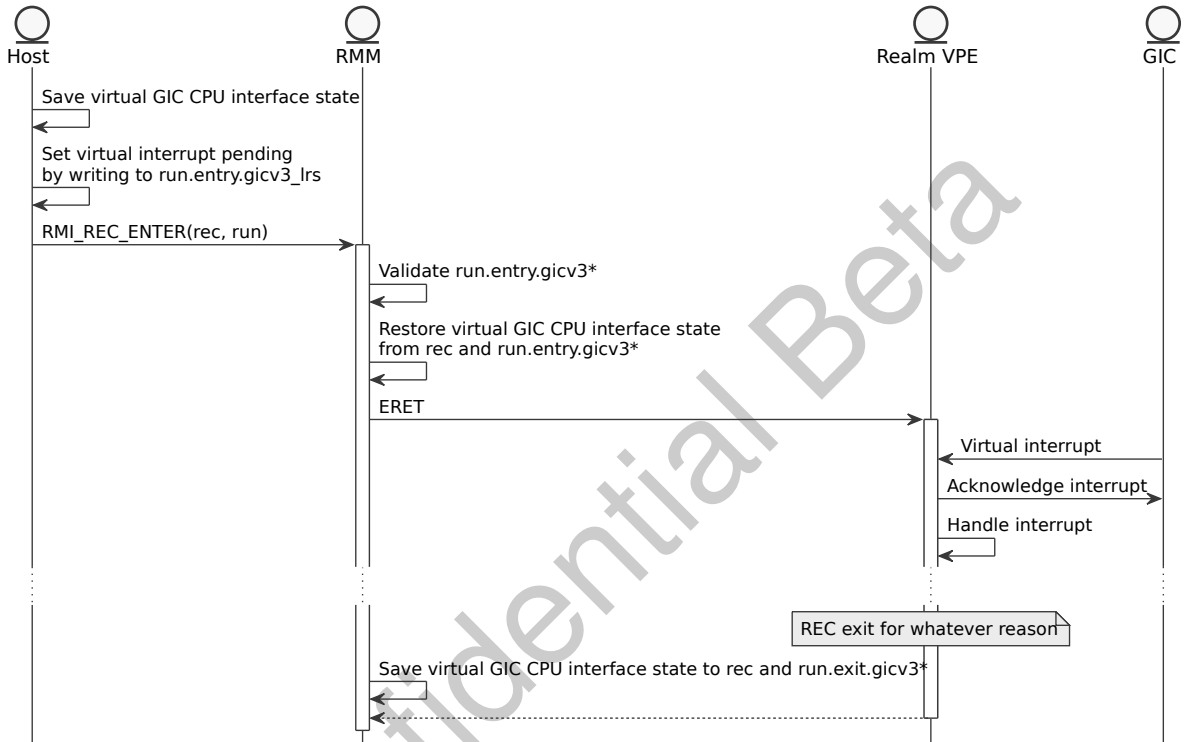 Host
RMM
Realm VPE
GIC
Save virtual GIC CPU interface state
Set virtual interrupt pending
by writing to run.entry.gicv3_lrs
RMI_REC_ENTER(rec, run)
Validate run.entry.gicv3*
Restore virtual GIC CPU interface state
from rec and run.entry.gicv3*
ERET
Virtual interrupt
Acknowledge interrupt
Handle interrupt
REC exit for whatever reason
Save virtual GIC CPU interface state to rec and run.exit.gicv3*
fidential Beta